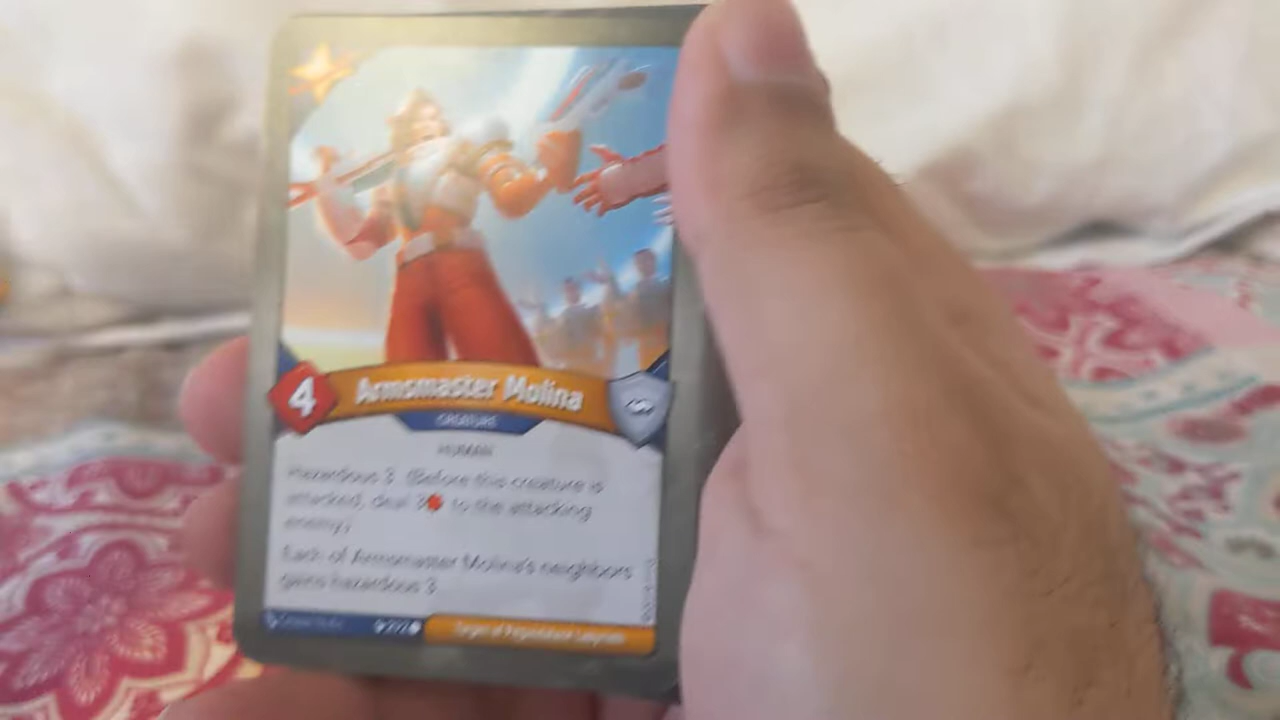 4
Armsmaster Molina
CREATURE
HUMAN
Hazardous 3. (Before this creature is
attacked, deal 3 to the attacking
enemy.)
Each of Armsmaster Molina's neighbors
gains hazardous 3.